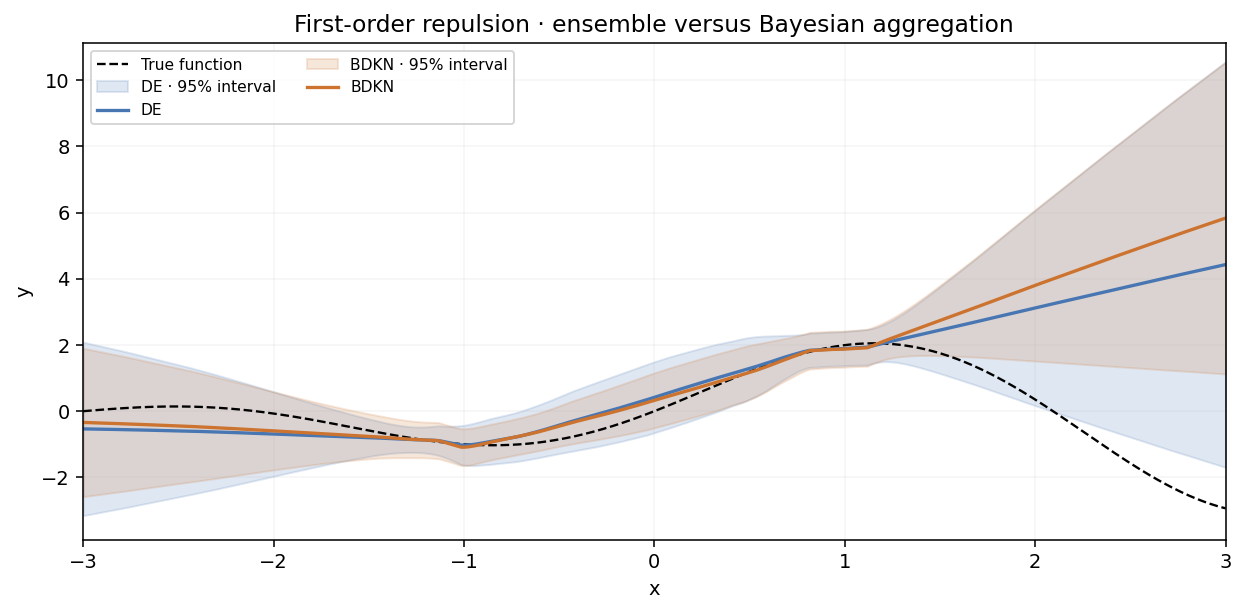 First-order repulsion · ensemble versus Bayesian aggregation
True function
DE · 95% interval
DE
BDKN · 95% interval
BDKN
y
10
8
6
4
2
0
−2
−3
−2
−1
0
1
2
3
x